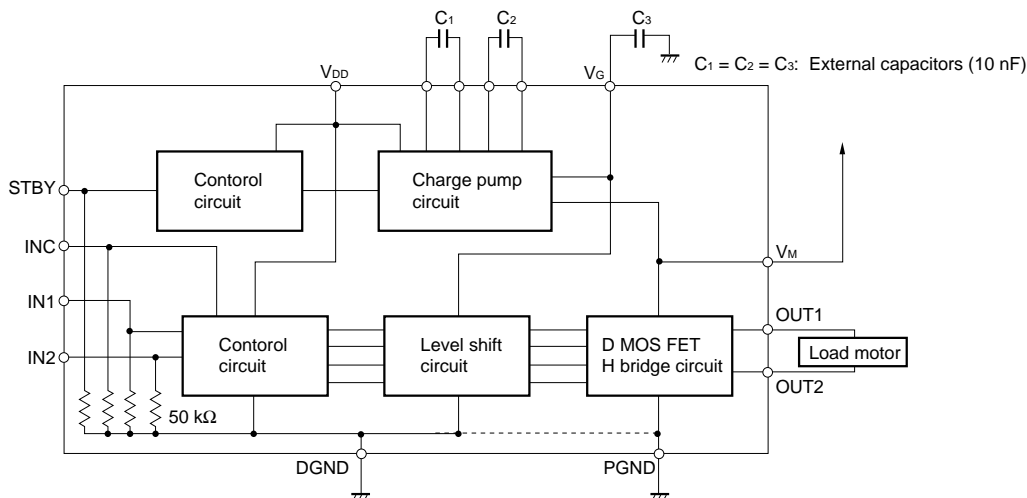 C1
C2
C3
C1 = C2 = C3: External capacitors (10 nF)
VDD
VG
STBY
Contorol
circuit
Charge pump
circuit
INC
VM
IN1
OUT1
Contorol
circuit
Level shift
circuit
D MOS FET
H bridge circuit
Load motor
IN2
OUT2
50 kΩ
DGND
PGND